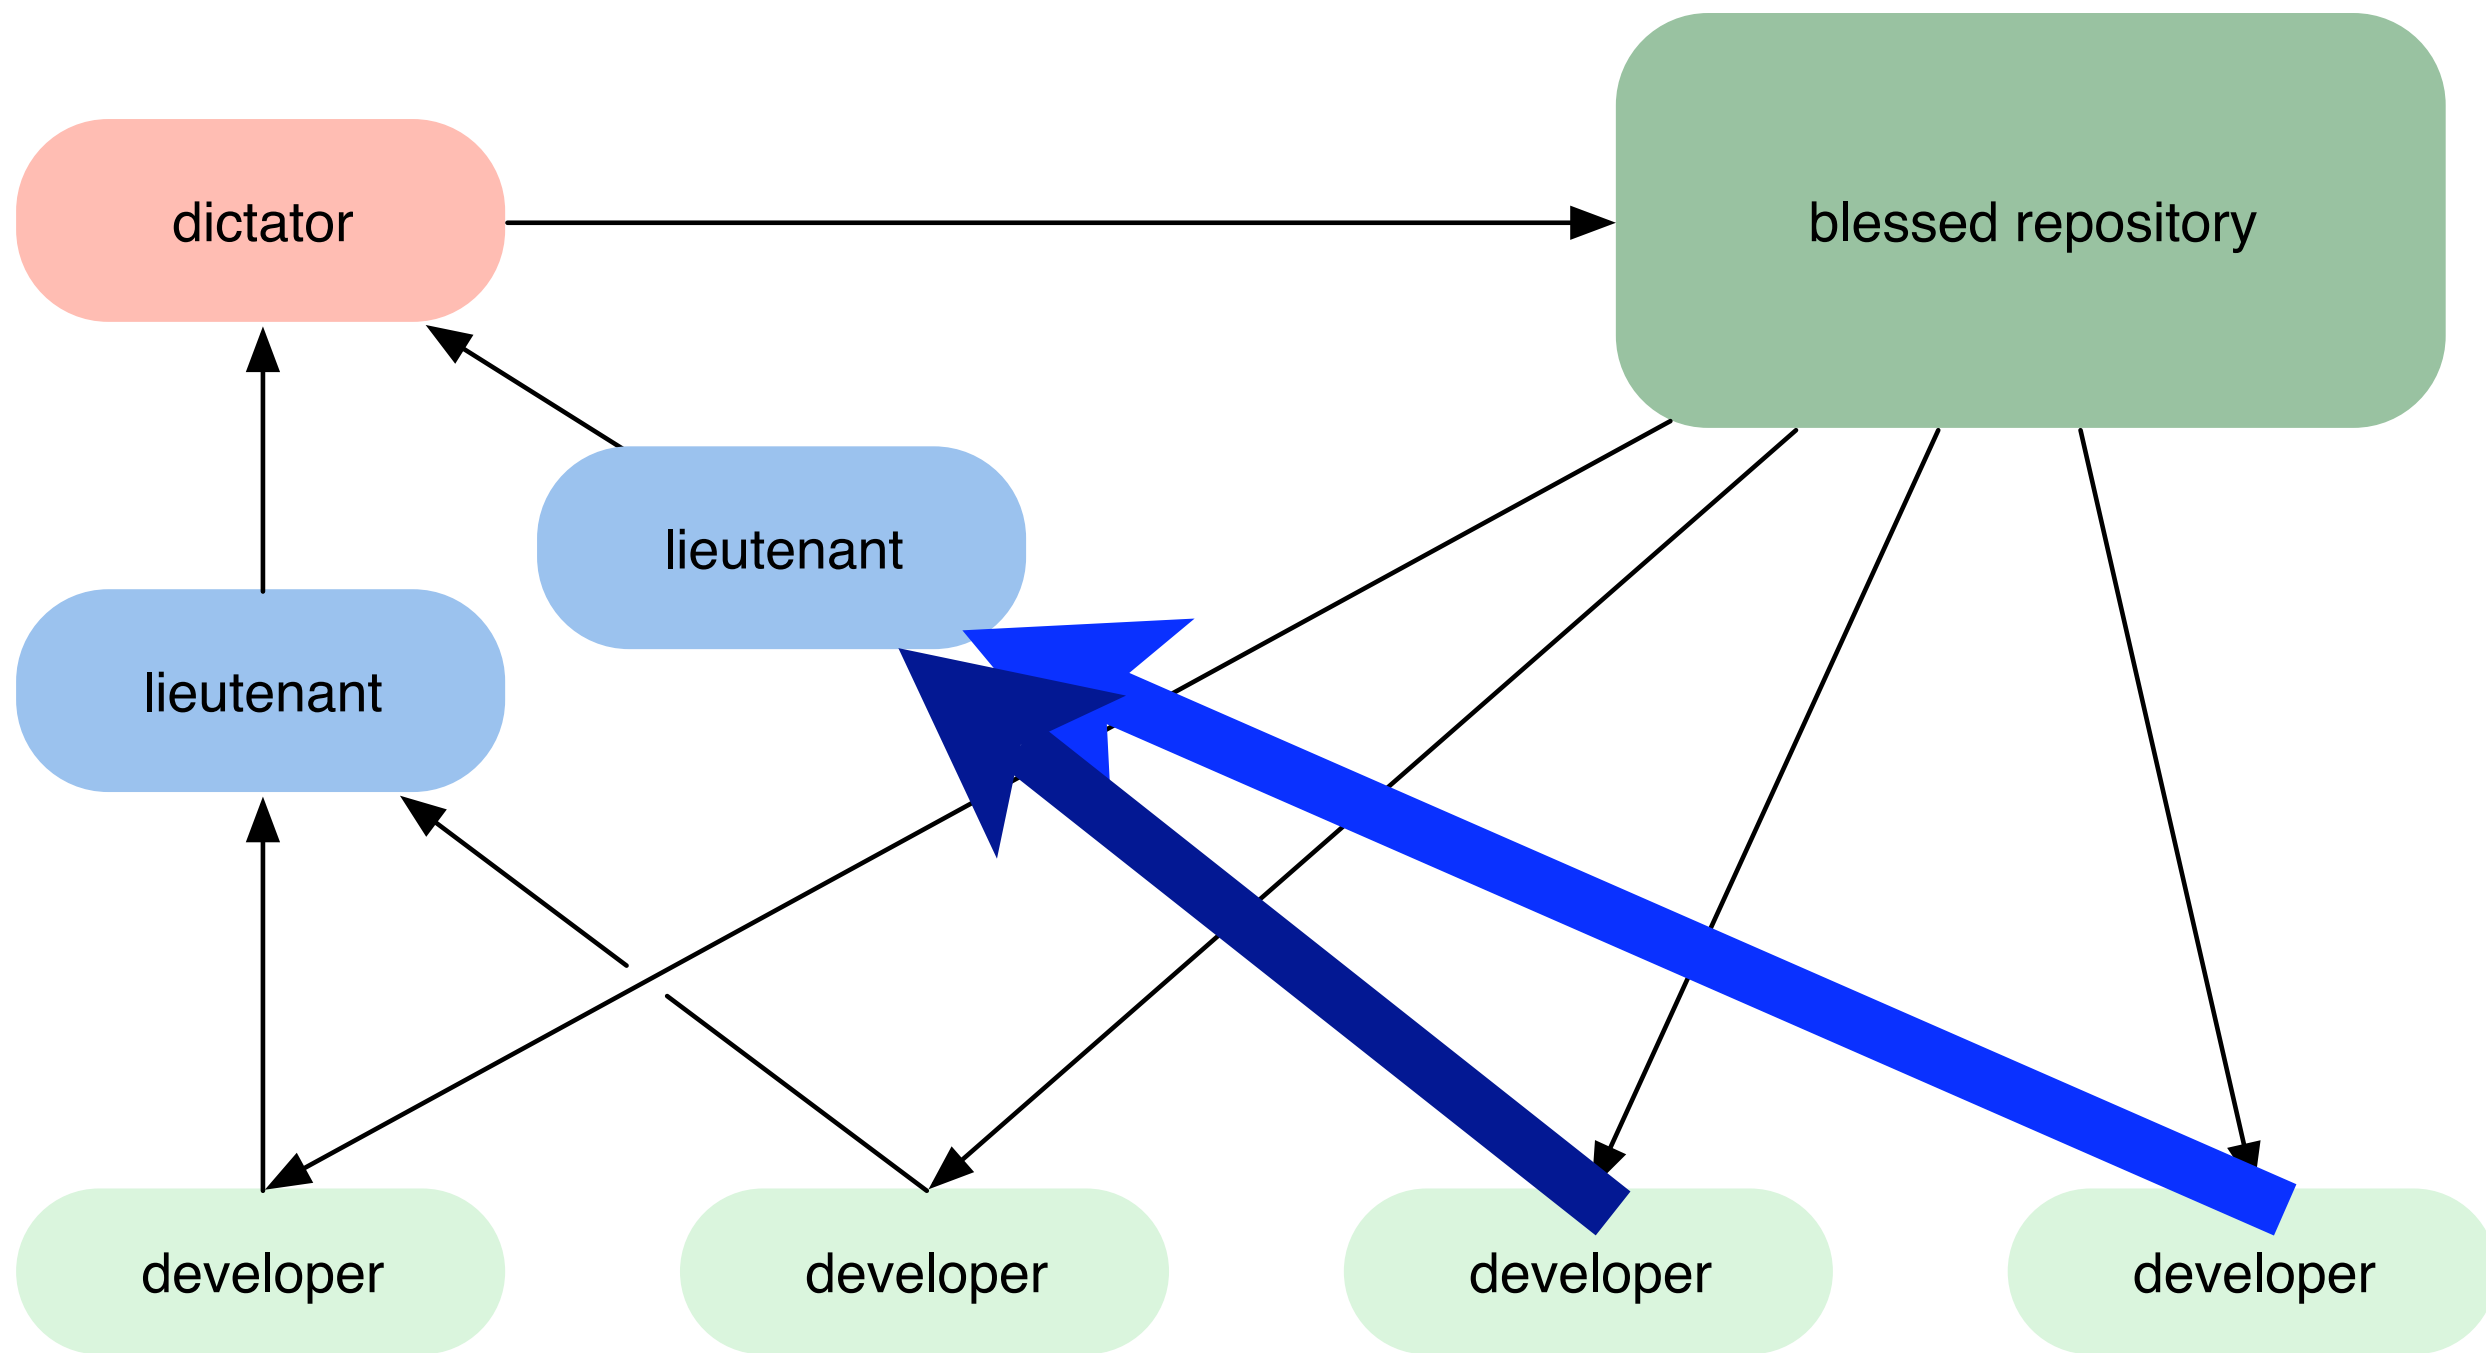 dictator
blessed repository
lieutenant
lieutenant
developer
developer
developer
developer